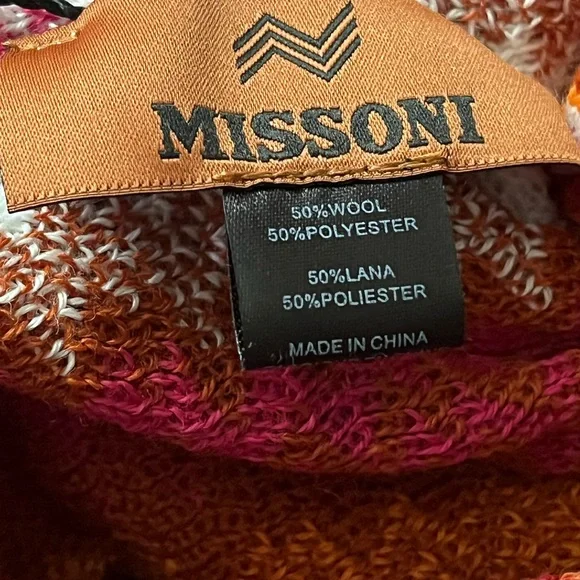 MISSONI
50%WOOL
50%POLYESTER
50%LANA
50%POLIESTER
MADE IN CHINA